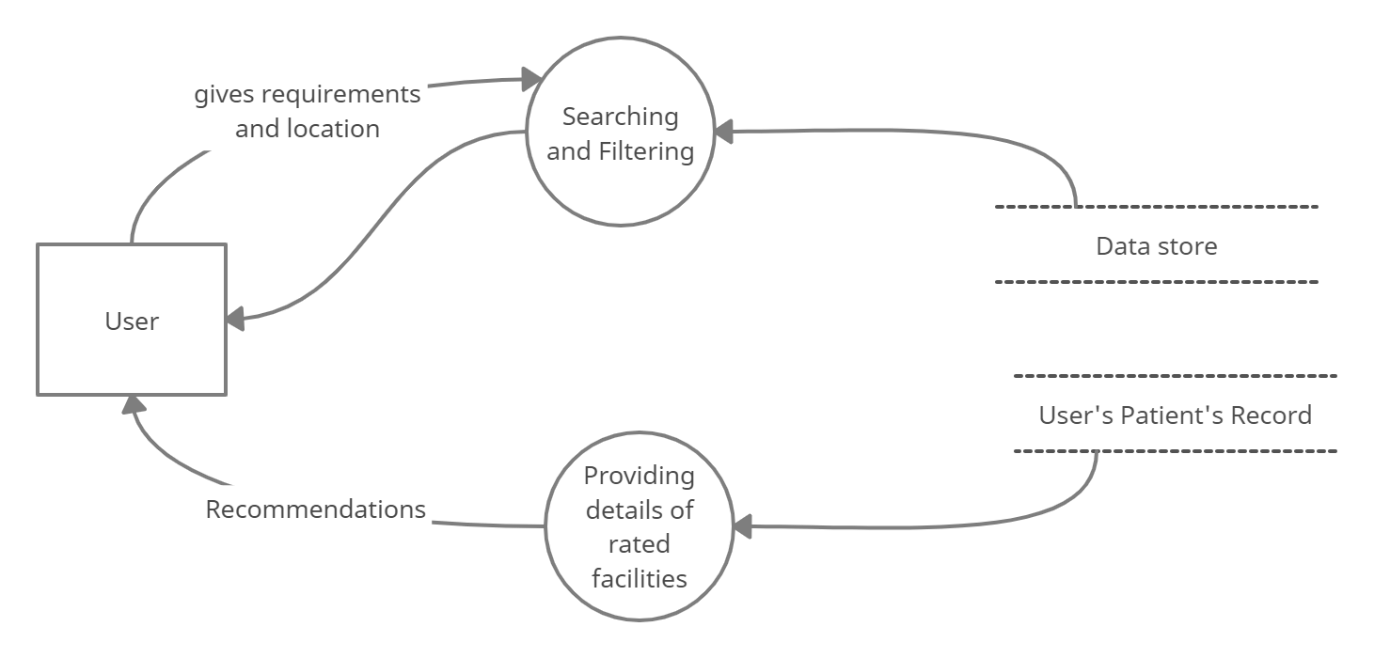 gives requirements
and location
Searching
and Filtering
Data store
User
User's Patient's Record
Recommendations
Providing
details of
rated
facilities